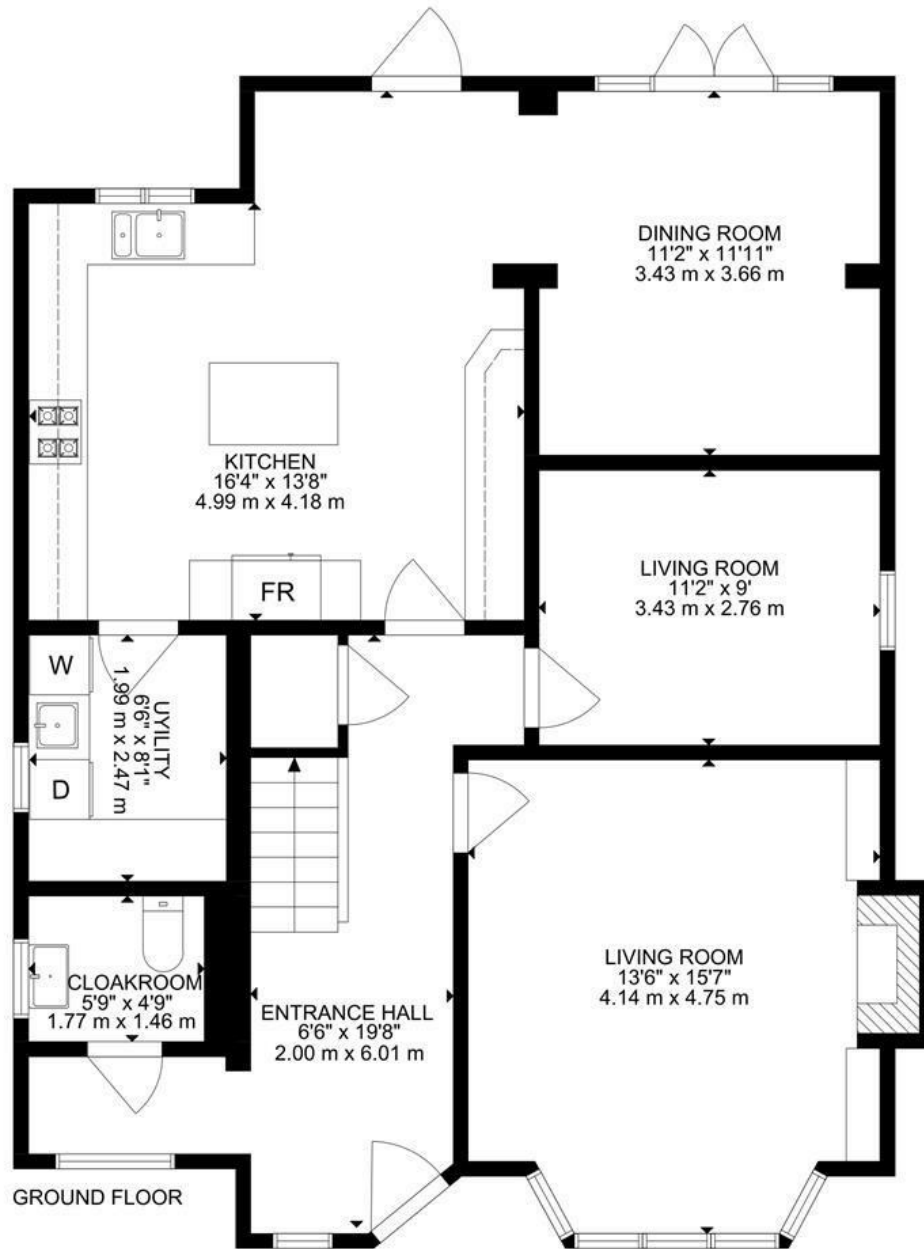 DINING ROOM
11'2" x 11'11"
3.43 m x 3.66 m
KITCHEN
16'4" x 13'8"
4.99 m x 4.18 m
FR
LIVING ROOM
11'2" x 9'
3.43 m x 2.76 m
W
D
UYILITY
6'6" x 8'1"
1.99 m x 2.47 m
CLOAKROOM
5'9" x 4'9"
1.77 m x 1.46 m
ENTRANCE HALL
6'6" x 19'8"
2.00 m x 6.01 m
LIVING ROOM
13'6" x 15'7"
4.14 m x 4.75 m
GROUND FLOOR